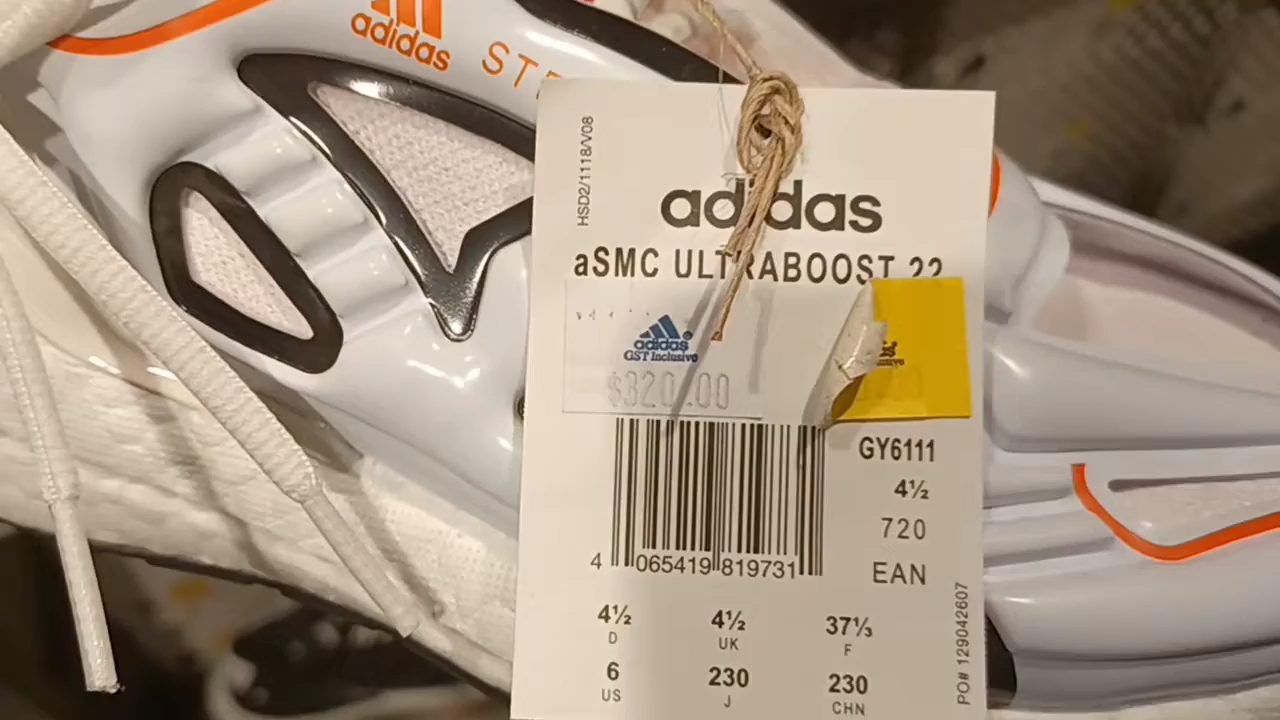 adidas
HSD2/1118/V08
adidas
aSMC ULTRABOOST 22
adidas
GST Inclusive
$320.00
GY6111
4½
720
EAN
4 065419 819731
4½ 4½ 37⅓
D UK F
6 230 230
US J CHN
PO# 129042607